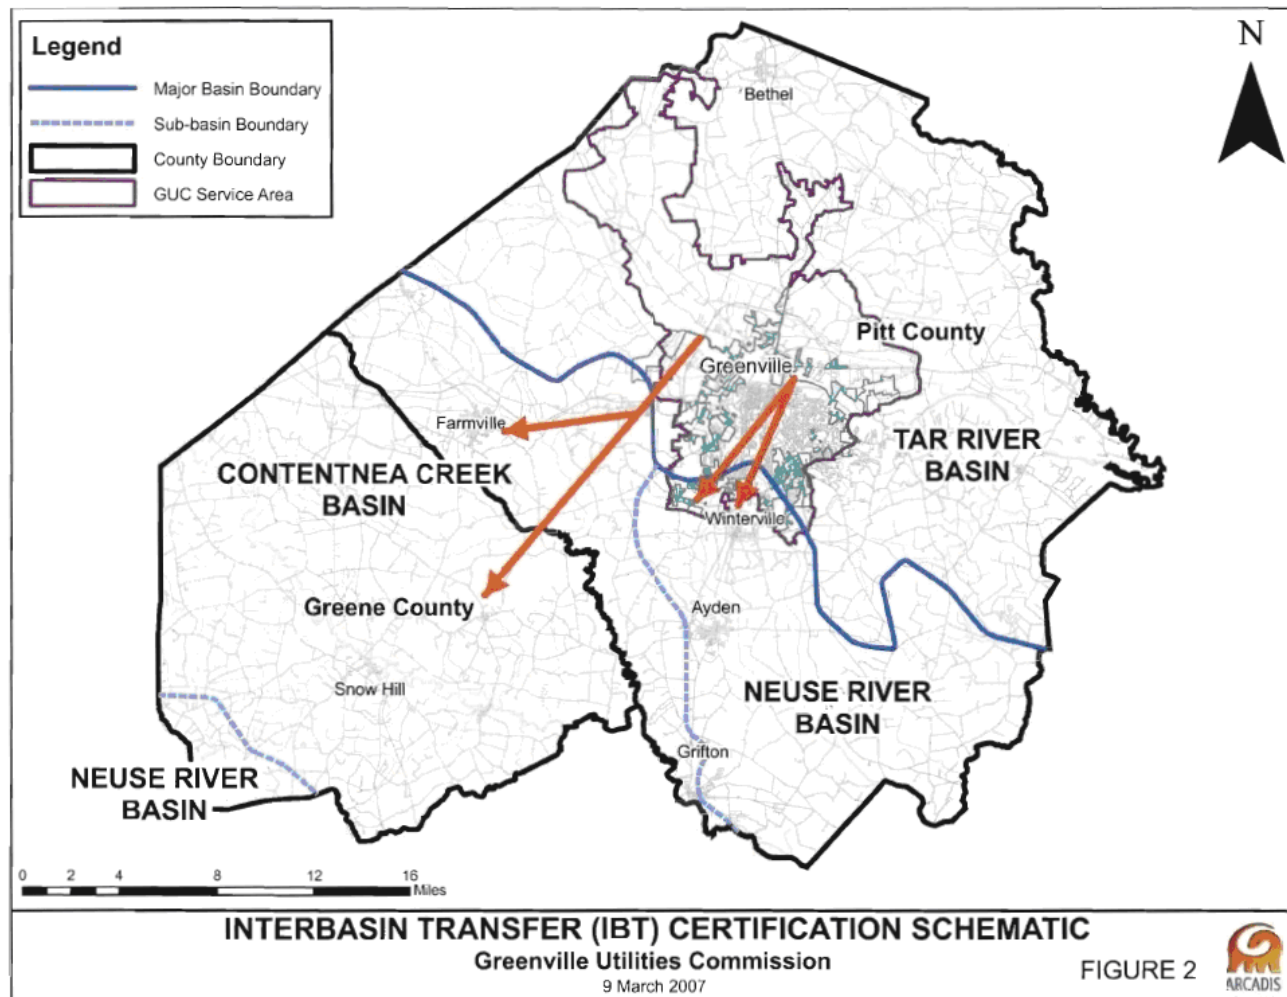 Legend
Major Basin Boundary
Sub-basin Boundary
County Boundary
GUC Service Area
N
Bethel
Pitt County
Greenville
Farmville
TAR RIVER
BASIN
CONTENTNEA CREEK
BASIN
Winterville
Greene County
Ayden
Snow Hill
NEUSE RIVER
BASIN
Grifton
NEUSE RIVER
BASIN
0 2 4 8 12 16
Miles
INTERBASIN TRANSFER (IBT) CERTIFICATION SCHEMATIC
Greenville Utilities Commission
9 March 2007
FIGURE 2
ARCADIS